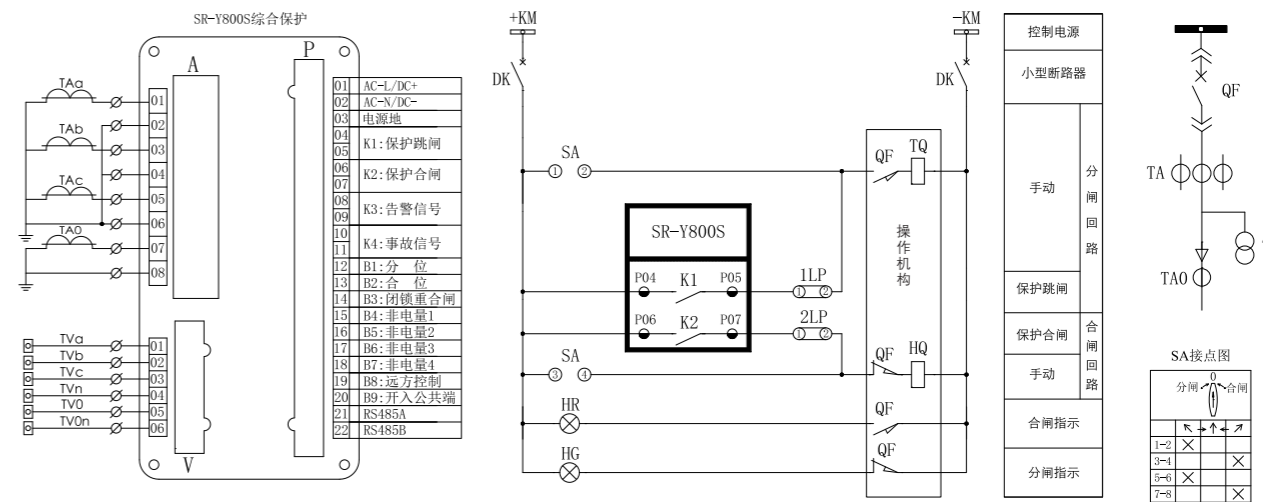 SR-Y800S综合保护
A
P
TAa
TAb
TAc
TA0
01
02
03
04
05
06
07
08
TVa
TVb
TVc
TVn
TV0
TV0n
01
02
03
04
05
06
V
01 AC-L/DC+
02 AC-N/DC-
03 电源地
04
05
K1:保护跳闸
06
07
K2:保护合闸
08
09
K3:告警信号
10
11
K4:事故信号
12 B1:分 位
13 B2:合 位
14 B3:闭锁重合闸
15 B4:非电量1
16 B5:非电量2
17 B6:非电量3
18 B7:非电量4
19 B8:远方控制
20 B9:开入公共端
21 RS485A
22 RS485B
+KM
-KM
DK
DK
SA
1 2
QF TQ
SR-Y800S
P04 K1 P05
1LP
1 2
P06 K2 P07
2LP
1 2
操作机构
SA
3 4
QF HQ
HR
QF
HG
QF
控制电源
小型断路器
手动
分闸回路
保护跳闸
保护合闸
合闸回路
手动
合闸指示
分闸指示
QF
TA
TA0
SA接点图
0
分闸 合闸
1-2
3-4
5-6
7-8